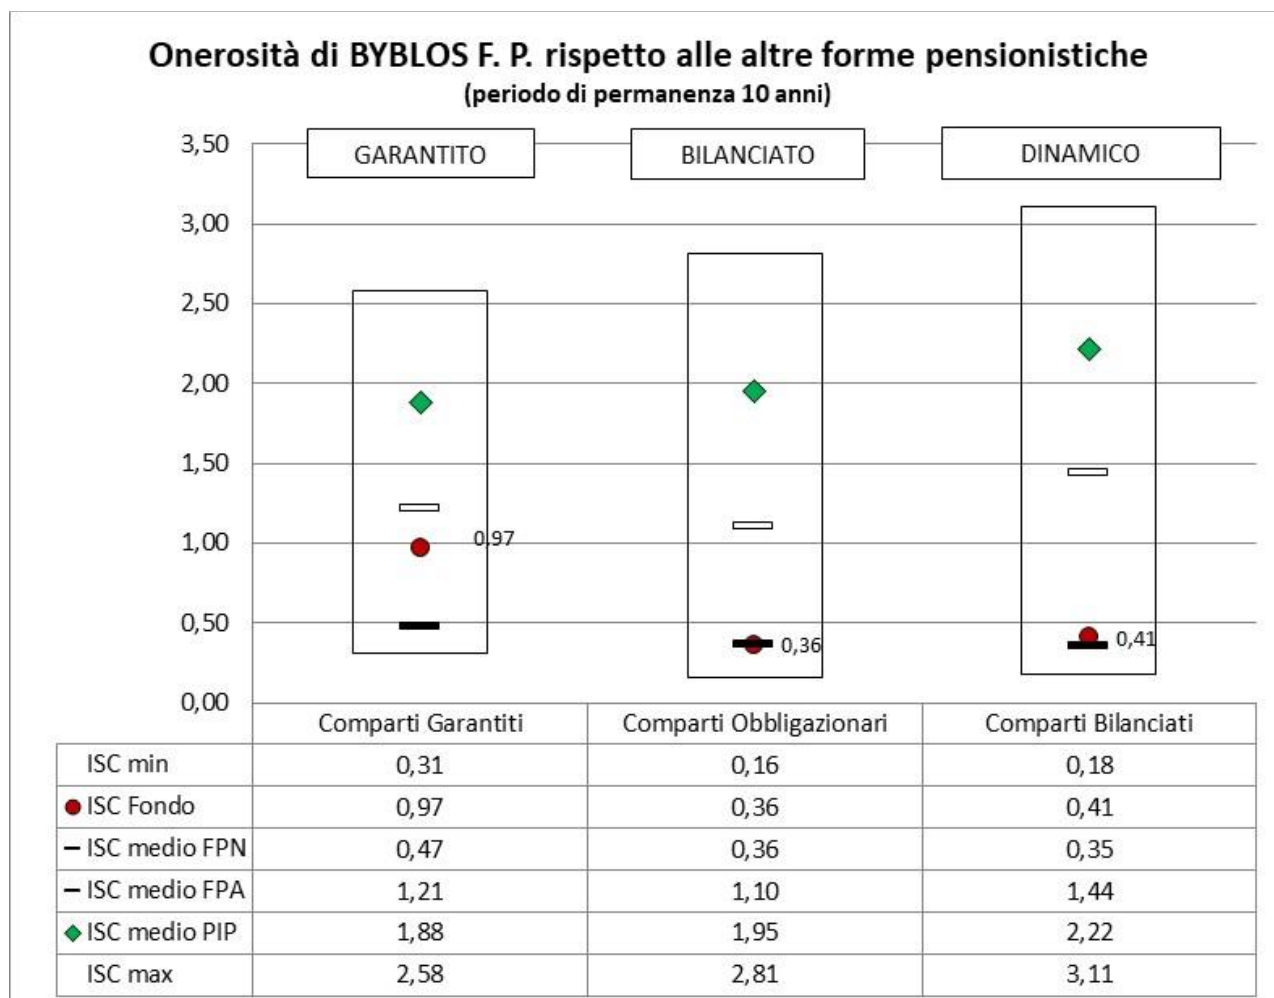 Onerosità di BYBLOS F. P. rispetto alle altre forme pensionistiche
(periodo di permanenza 10 anni)
GARANTITO BILANCIATO DINAMICO
3,50
3,00
2,50
2,00
1,50
1,00
0,50
0,00
0,97
0,36
0,41
Comparti Garantiti Comparti Obbligazionari Comparti Bilanciati
ISC min 0,31 0,16 0,18
ISC Fondo 0,97 0,36 0,41
ISC medio FPN 0,47 0,36 0,35
ISC medio FPA 1,21 1,10 1,44
ISC medio PIP 1,88 1,95 2,22
ISC max 2,58 2,81 3,11